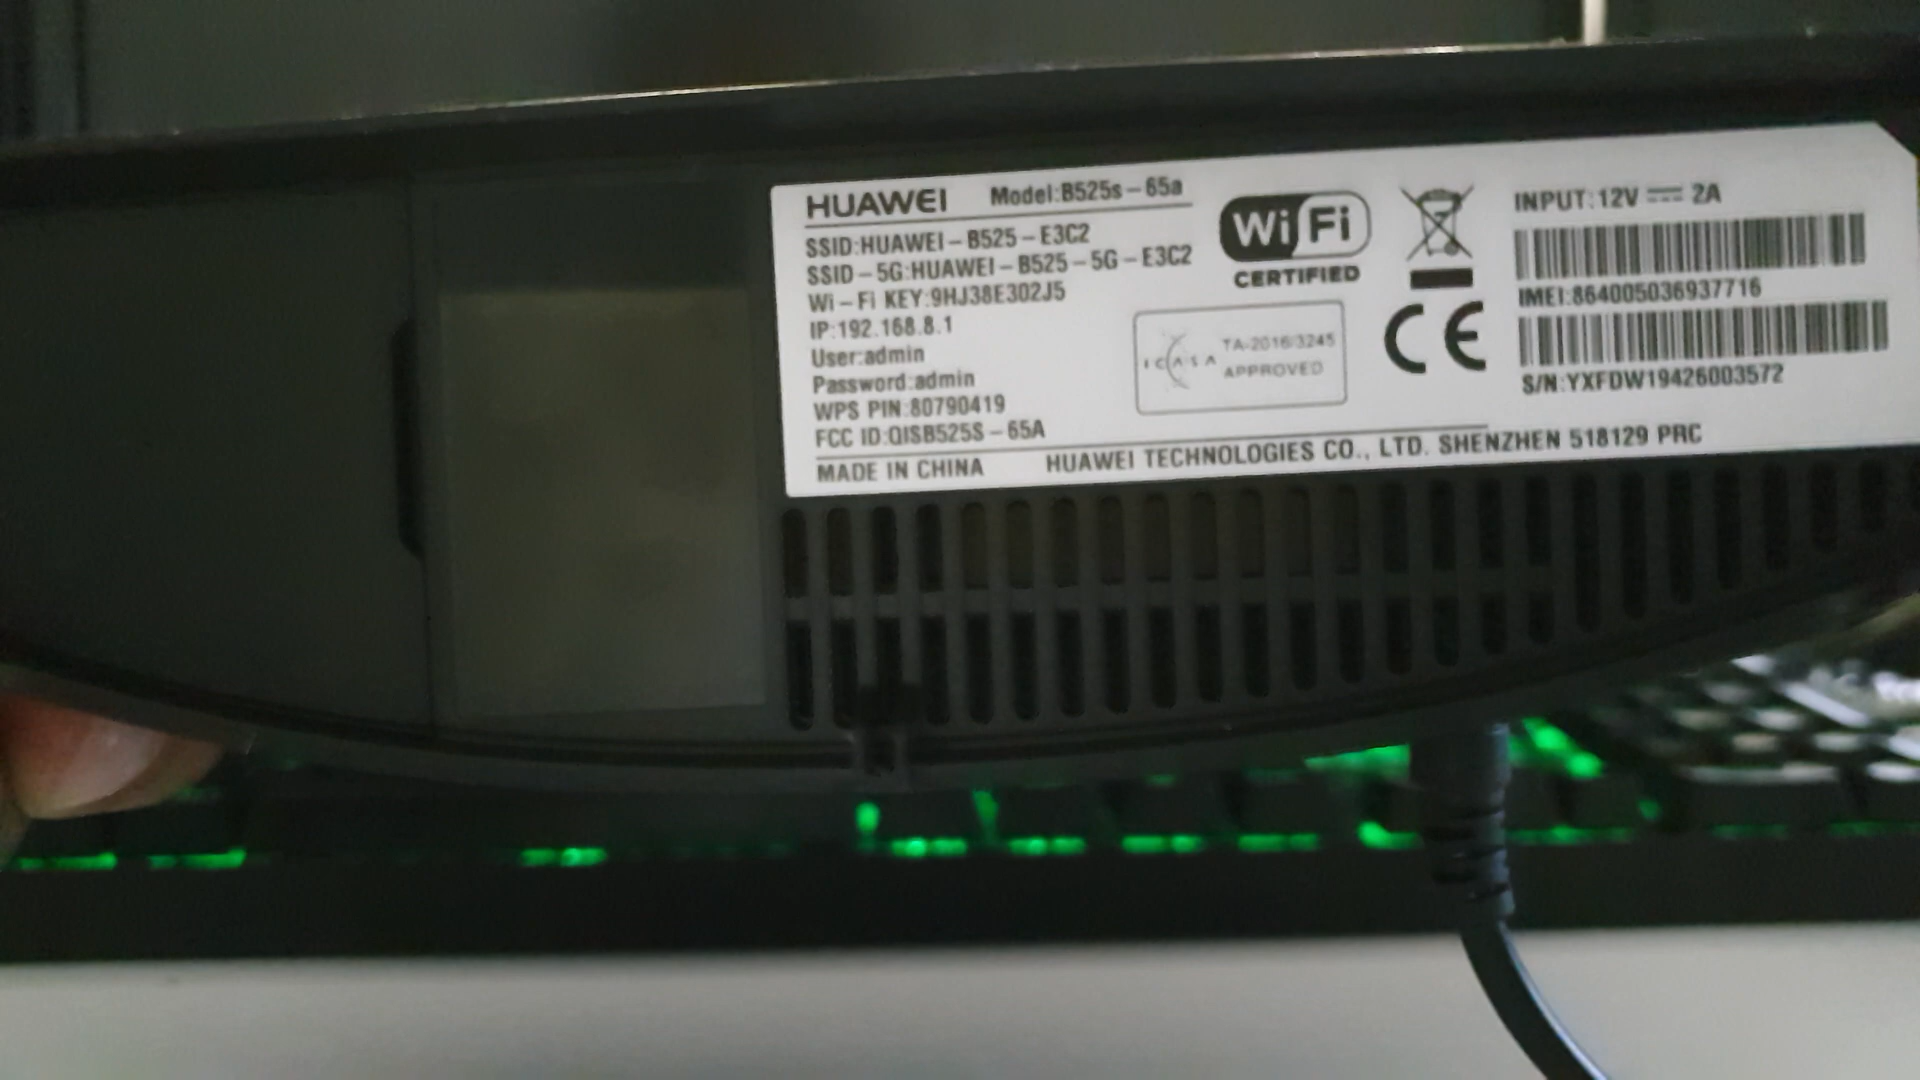 HUAWEI Model:B525s-65a
SSID:HUAWEI-B525-E3C2
SSID-5G:HUAWEI-B525-5G-E3C2
Wi-Fi KEY:9HJ38E302J5
IP:192.168.8.1
User:admin
Password:admin
WPS PIN:80790419
FCC ID:QISB525S-65A
MADE IN CHINA HUAWEI TECHNOLOGIES CO., LTD. SHENZHEN 518129 PRC
Wi Fi
CERTIFIED
ICASA TA-2016/3245
APPROVED
CE
INPUT:12V 2A
IMEI:864005036937716
S/N:YXFDW19426003572